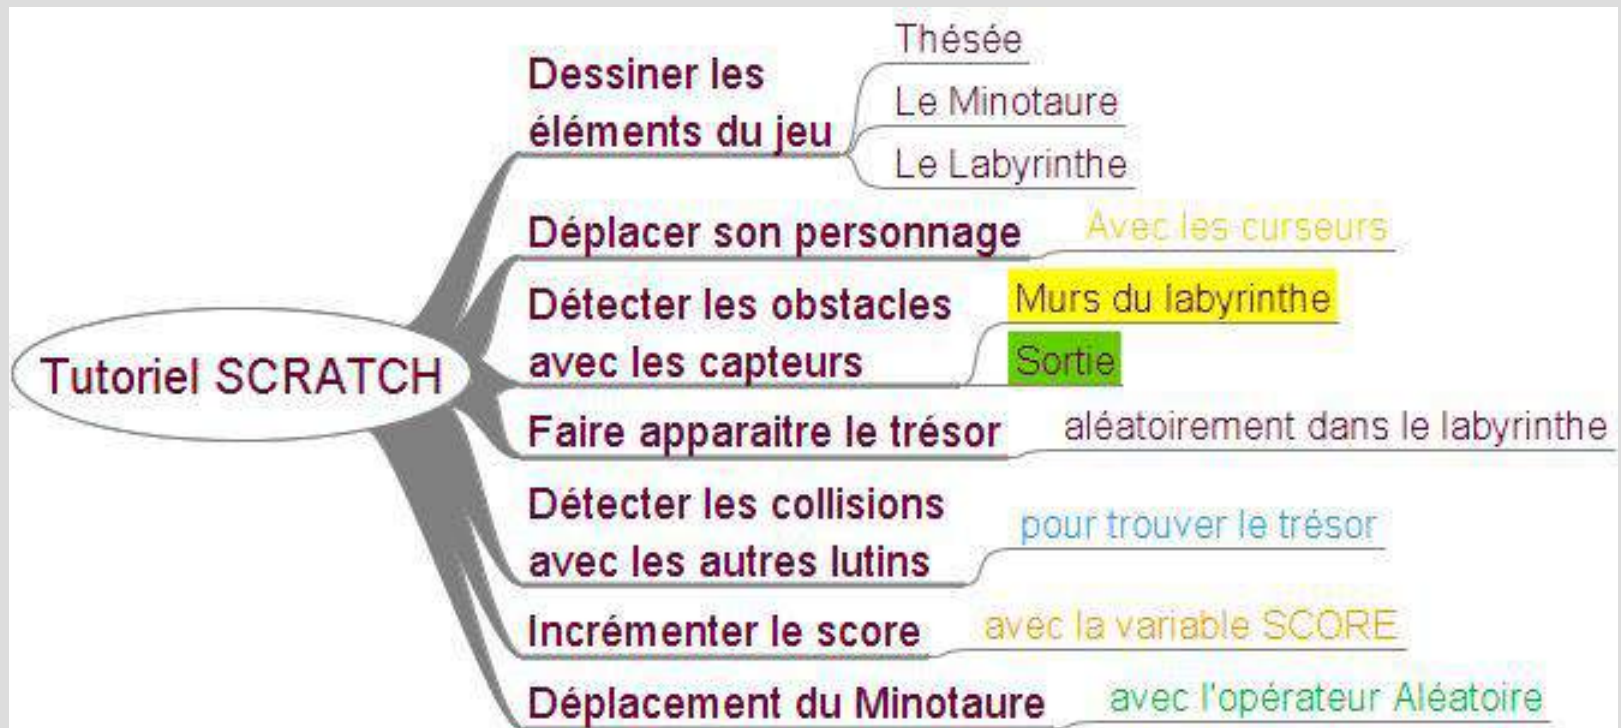 Tutoriel SCRATCH
Dessiner les
éléments du jeu
Thésée
Le Minotaure
Le Labyrinthe
Déplacer son personnage
Avec les curseurs
Détecter les obstacles
avec les capteurs
Murs du labyrinthe
Sortie
Faire apparaitre le trésor
aléatoirement dans le labyrinthe
Détecter les collisions
avec les autres lutins
pour trouver le trésor
Incrémenter le score
avec la variable SCORE
Déplacement du Minotaure
avec l'opérateur Aléatoire